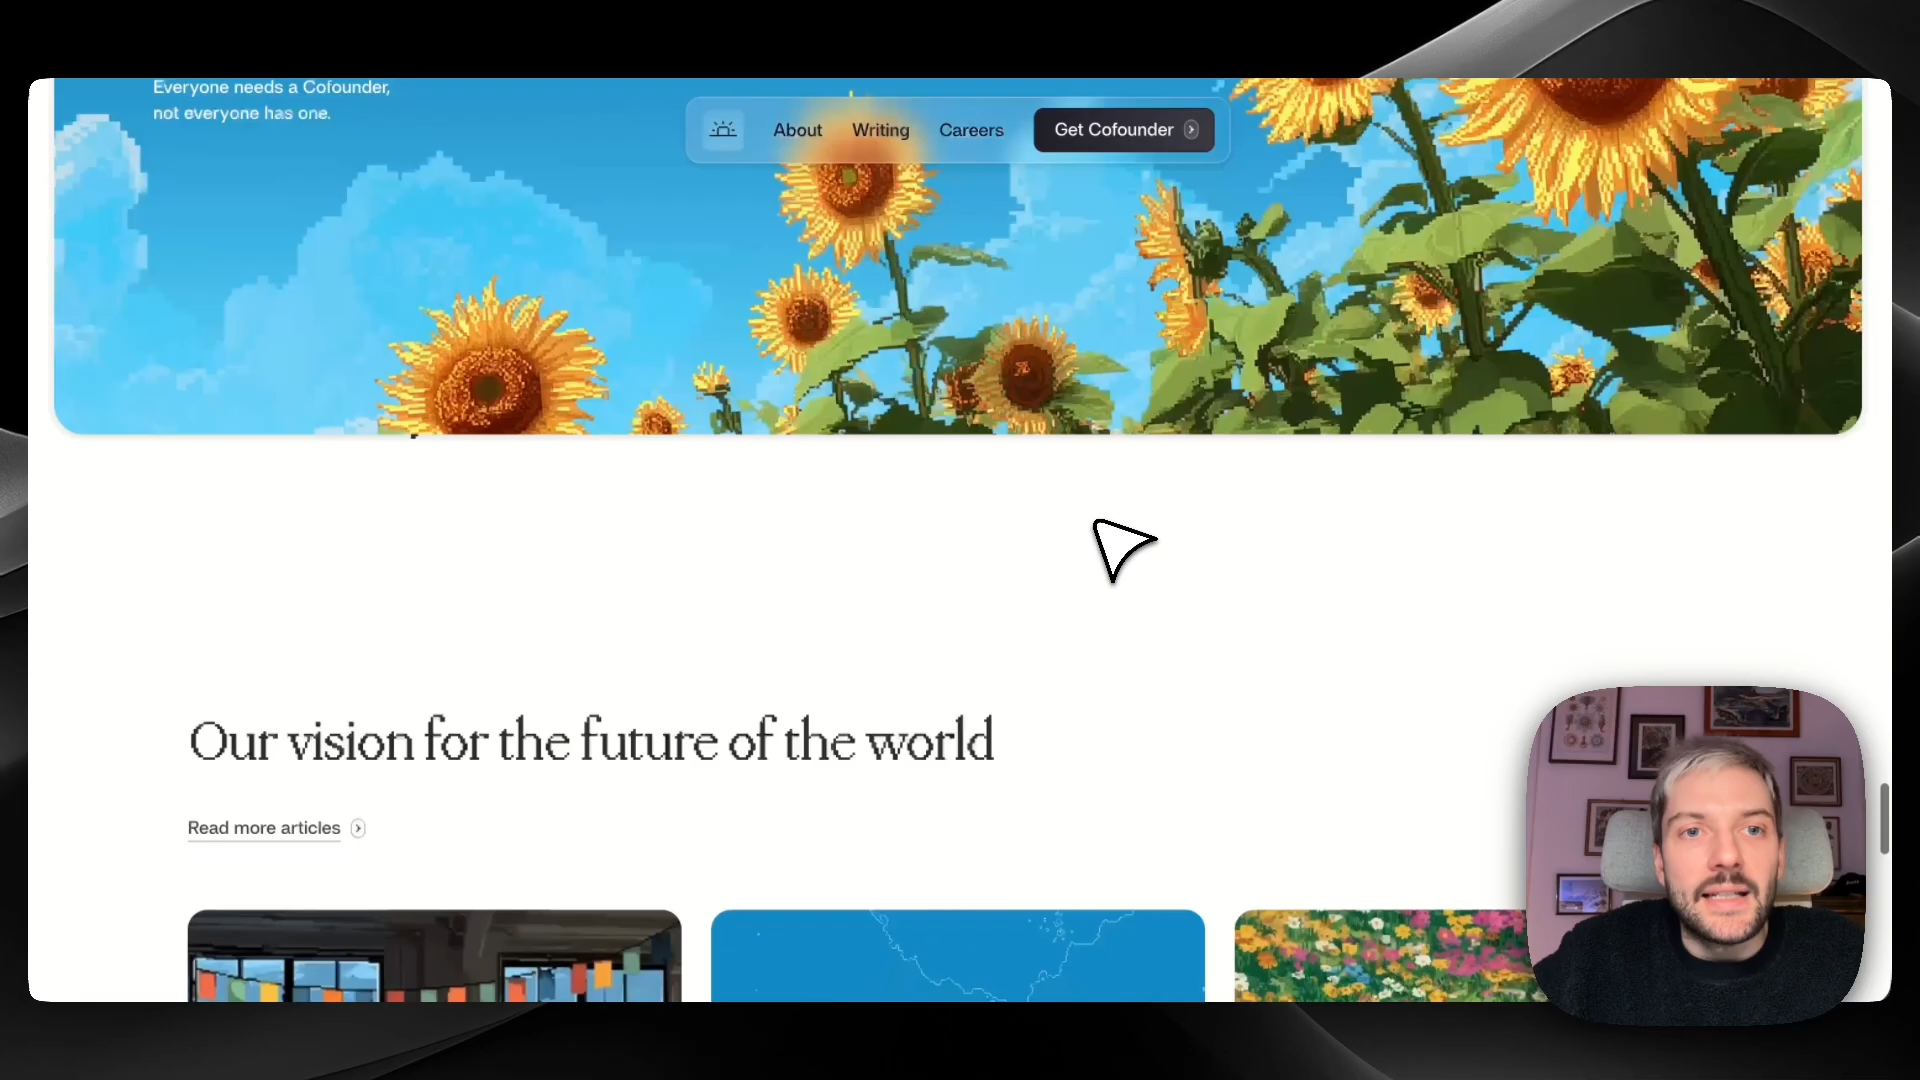 Everyone needs a Cofounder,
not everyone has one.
About Writing Careers Get Cofounder
Our vision for the future of the world
Read more articles